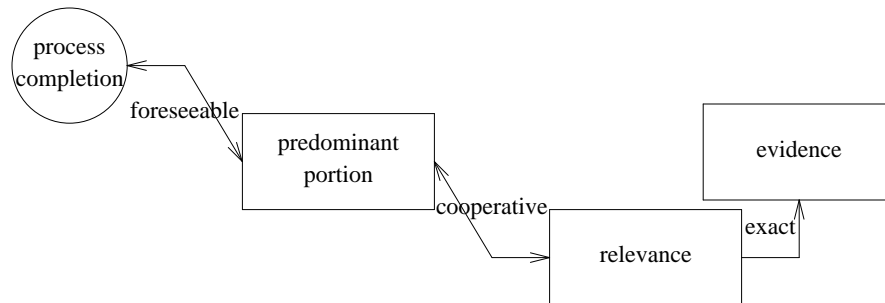 process
completion
foreseeable
predominant
portion
cooperative
relevance
exact
evidence